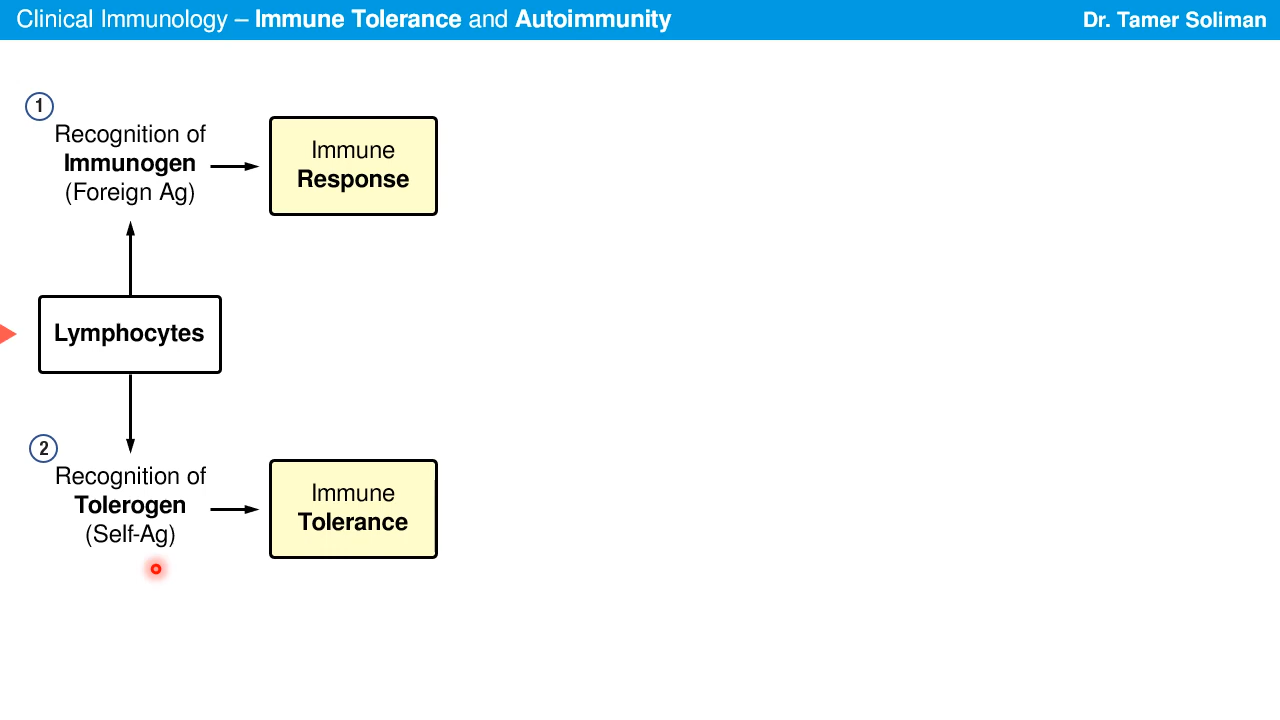 Clinical Immunology – Immune Tolerance and Autoimmunity
Dr. Tamer Soliman
1
Recognition of
Immunogen
(Foreign Ag)
Immune
Response
Lymphocytes
2
Recognition of
Tolerogen
(Self-Ag)
Immune
Tolerance